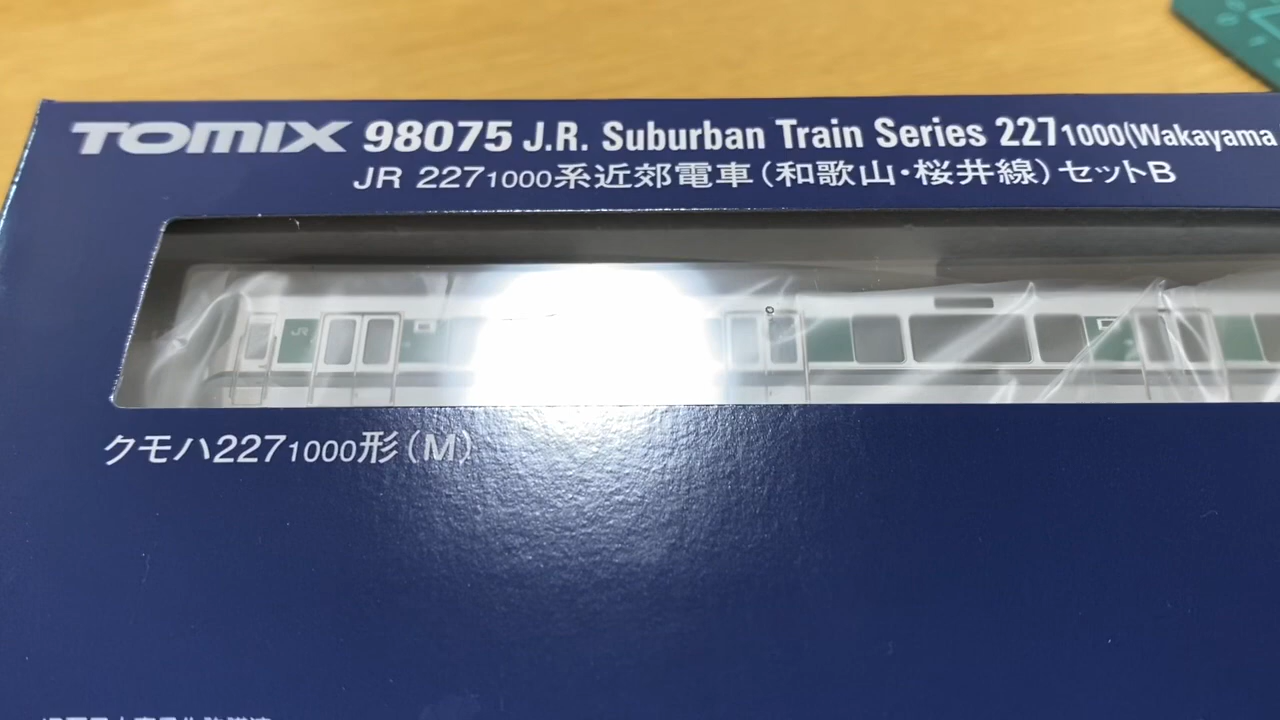 TOMIX 98075 J.R. Suburban Train Series 227 1000(Wakayama
JR 227 1000系近郊電車(和歌山・桜井線)セットB
JR
クモハ227 1000形(M)